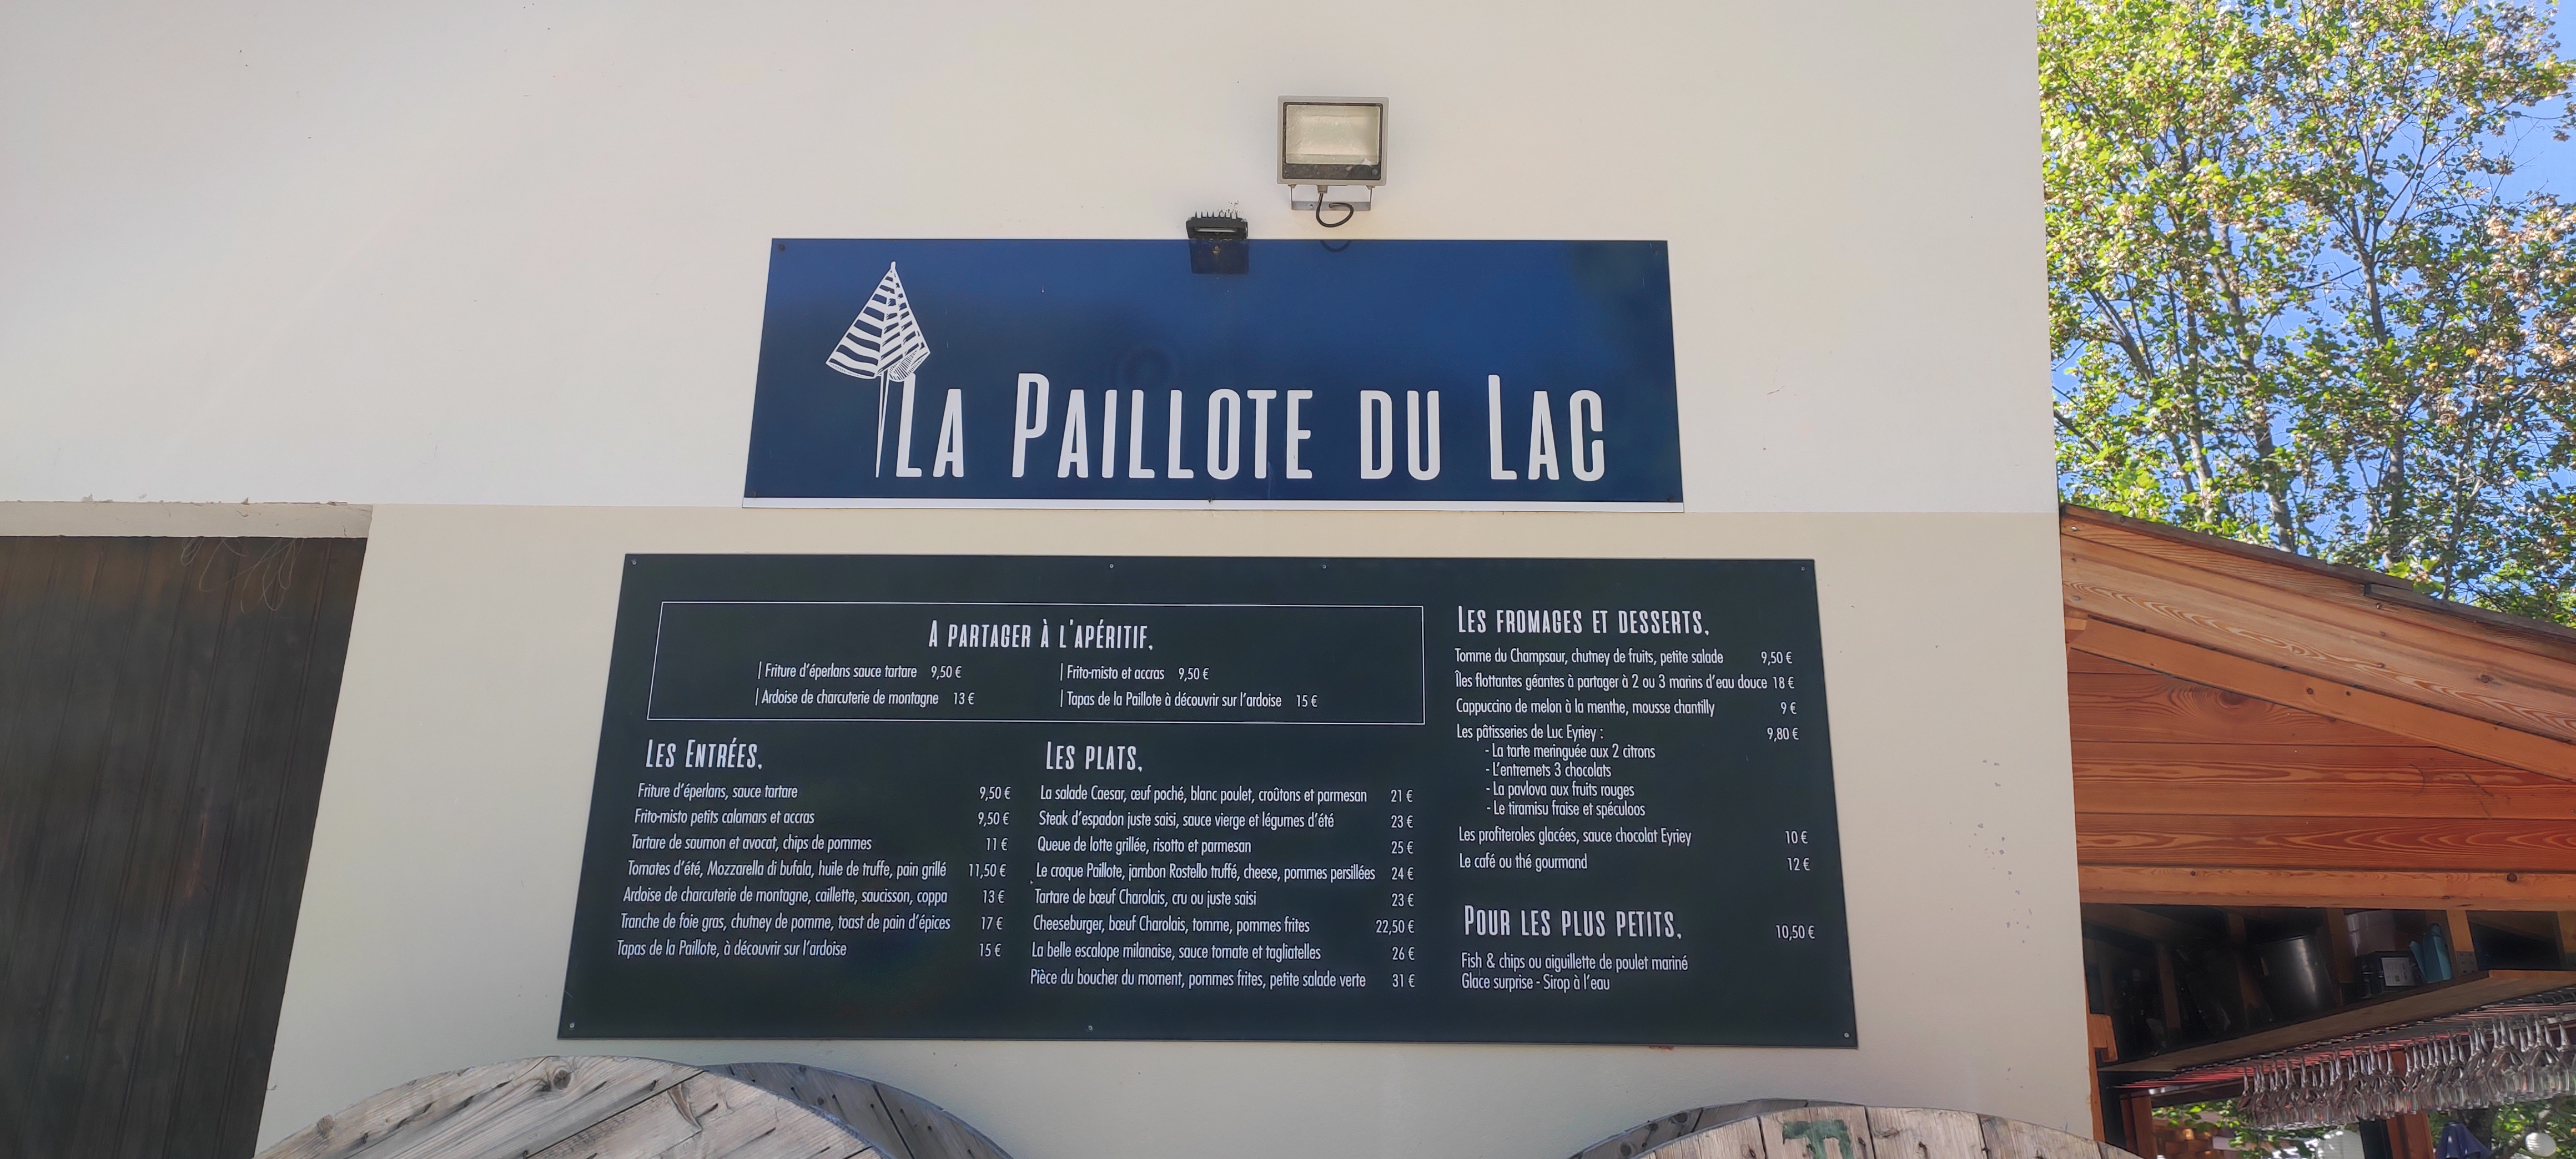 La Paillote du Lac
A partager à l'apéritif.
| Friture d'éperlans sauce tartare 9,50 €
| Ardoise de charcuterie de montagne 13 €
| Frito-misto et accras 9,50 €
| Tapas de la Paillote à découvrir sur l'ardoise 15 €
Les Entrées.
Friture d'éperlans, sauce tartare 9,50 €
Frito-misto petits calamars et accras 9,50 €
Tartare de saumon et avocat, chips de pommes 11 €
Tomates d'été, Mozzarella di bufala, huile de truffe, pain grillé 11,50 €
Ardoise de charcuterie de montagne, caillette, saucisson, coppa 13 €
Tranche de foie gras, chutney de pomme, toast de pain d'épices 17 €
Tapas de la Paillote, à découvrir sur l'ardoise 15 €
Les plats.
La salade Caesar, œuf poché, blanc poulet, croûtons et parmesan 21 €
Steak d'espadon juste saisi, sauce vierge et légumes d'été 23 €
Queue de lotte grillée, risotto et parmesan 25 €
Le croque Paillote, jambon Rostello truffé, cheese, pommes persillées 24 €
Tartare de bœuf Charolais, cru ou juste saisi 23 €
Cheeseburger, bœuf Charolais, tomme, pommes frites 22,50 €
La belle escalope milanaise, sauce tomate et tagliatelles 26 €
Pièce du boucher du moment, pommes frites, petite salade verte 31 €
Les fromages et desserts.
Tomme du Champsaur, chutney de fruits, petite salade 9,50 €
Îles flottantes géantes à partager à 2 ou 3 marins d'eau douce 18 €
Cappuccino de melon à la menthe, mousse chantilly 9 €
Les pâtisseries de Luc Eyriey : 9,80 €
- La tarte meringuée aux 2 citrons
- L'entremets 3 chocolats
- La pavlova aux fruits rouges
- Le tiramisu fraise et spéculoos
Les profiteroles glacées, sauce chocolat Eyriey 10 €
Le café ou thé gourmand 12 €
Pour les plus petits. 10,50 €
Fish & chips ou aiguillette de poulet mariné
Glace surprise - Sirop à l'eau